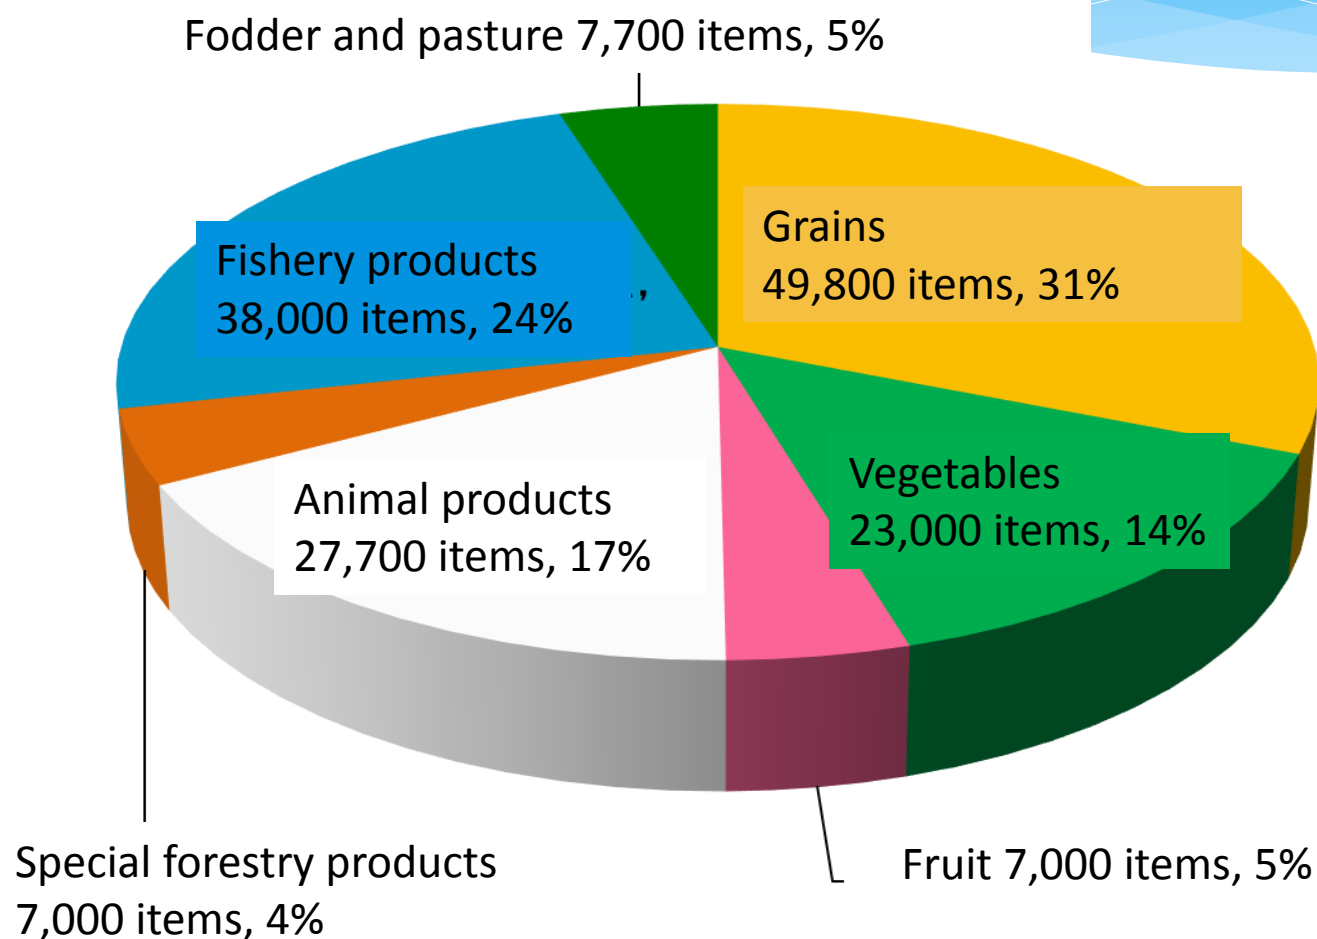 Fodder and pasture 7,700 items, 5%
Grains
49,800 items, 31%
Fishery products
38,000 items, 24%
Vegetables
23,000 items, 14%
Animal products
27,700 items, 17%
Special forestry products
7,000 items, 4%
Fruit 7,000 items, 5%